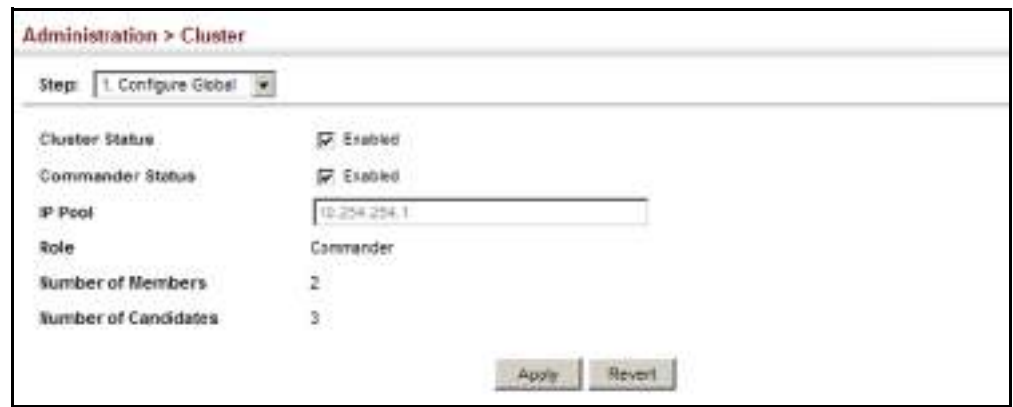 Administration > Cluster
Step: 1. Configure Global
Cluster Status Enabled
Commander Status Enabled
IP Pool 10.254.254.1
Role Commander
Number of Members 2
Number of Candidates 3
Apply Revert